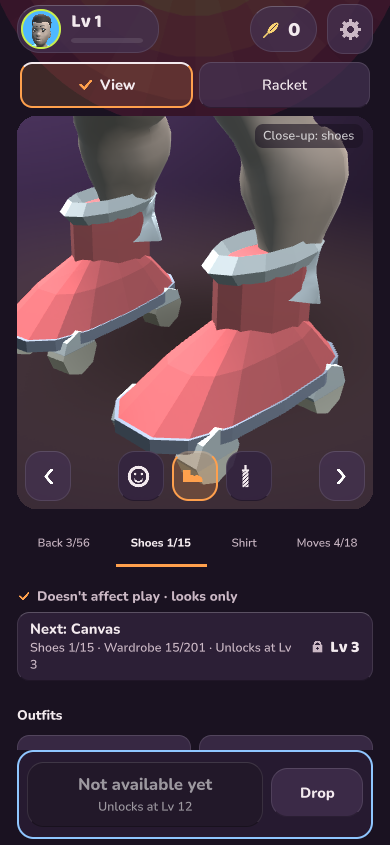 Lv 1
0
View
Racket
Close-up: shoes
Back 3/56
Shoes 1/15
Shirt
Moves 4/18
Doesn't affect play · looks only
Next: Canvas
Shoes 1/15 · Wardrobe 15/201 · Unlocks at Lv
3
Lv 3
Outfits
Not available yet
Unlocks at Lv 12
Drop